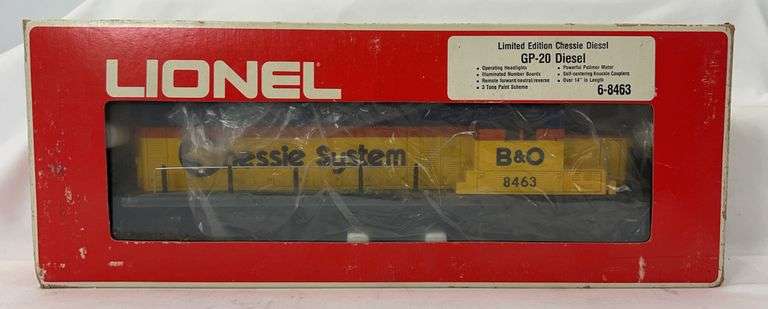 LIONEL
Limited Edition Chessie Diesel
GP-20 Diesel
• Operating Headlights
• Illuminated Number Boards
• Remote forward/neutral/reverse
• 3 Tone Paint Scheme
• Powerful Pullmor Motor
• Self-centering Knuckle Couplers
• Over 14" in Length
6-8463
Chessie System
B&O
8463